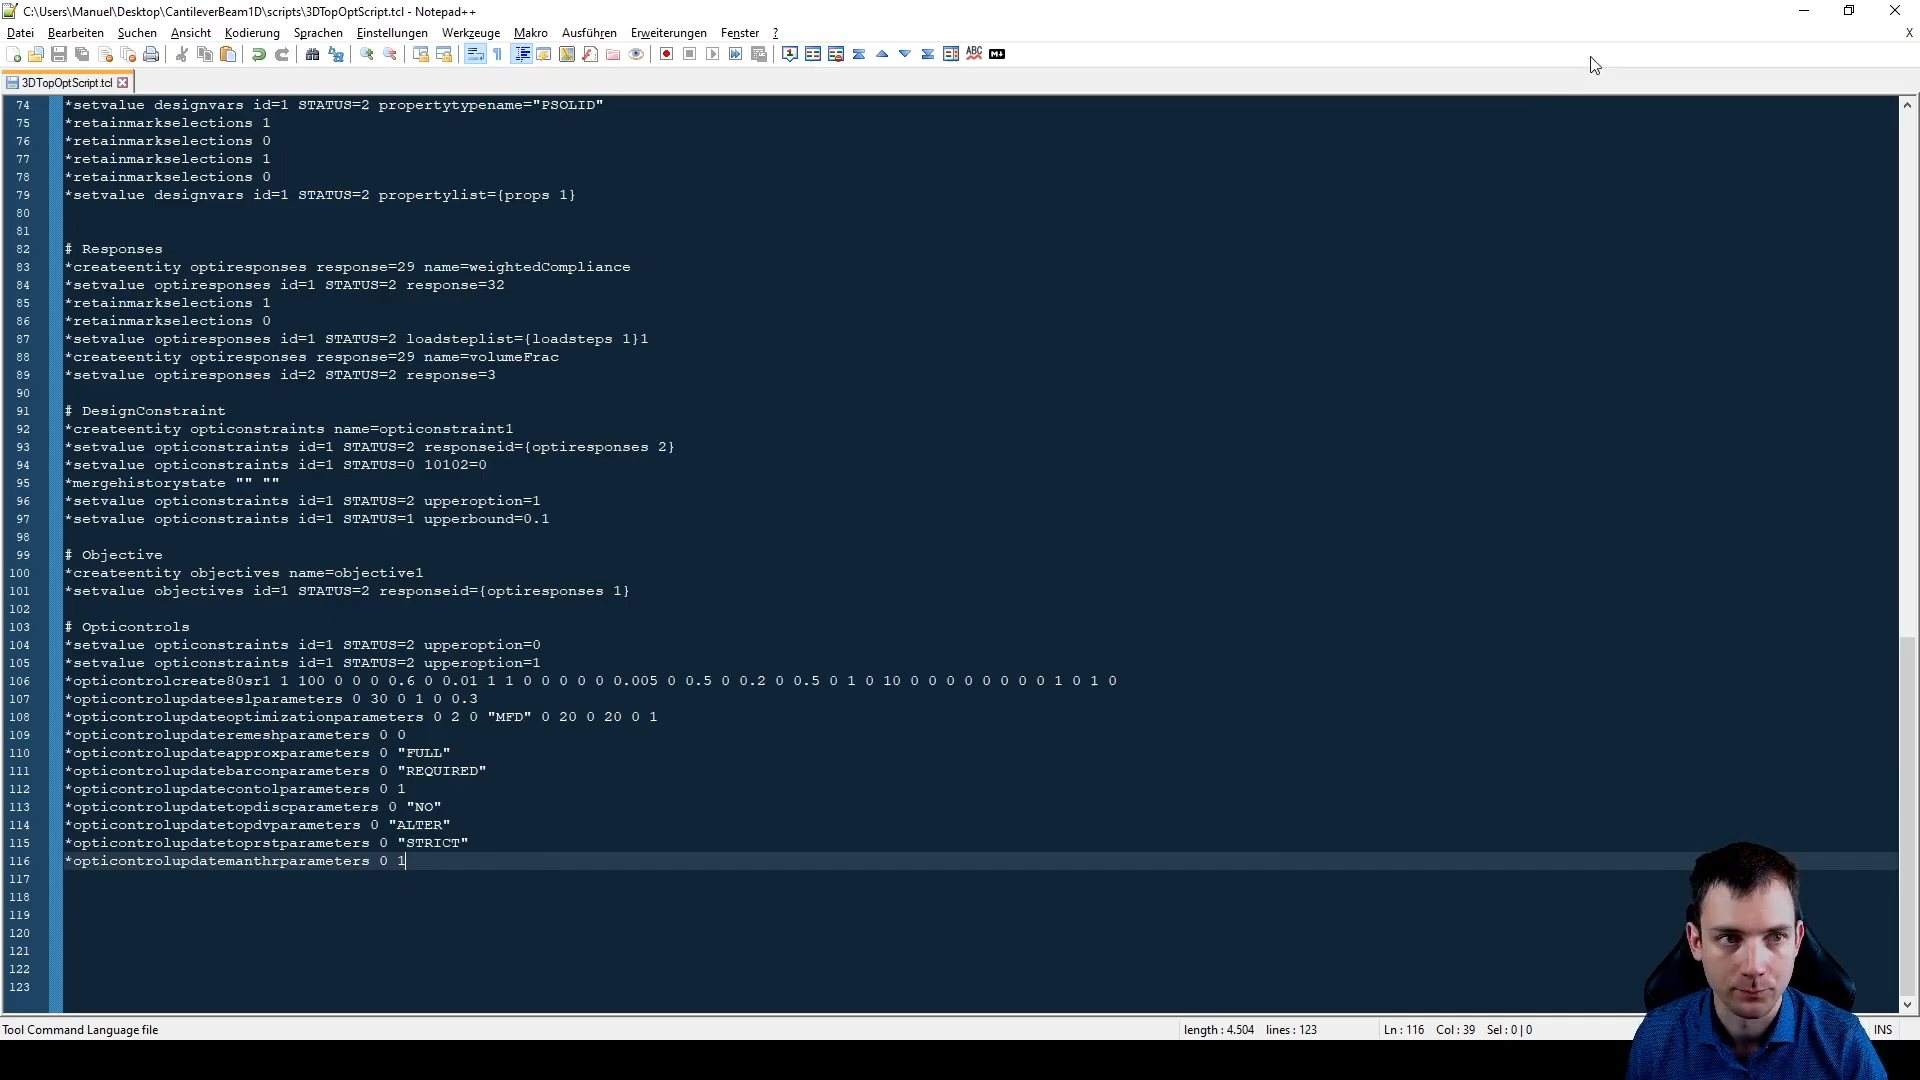 C:\Users\Manuel\Desktop\CantileverBeam1D\scripts\3DTopOptScript.tcl - Notepad++
Datei Bearbeiten Suchen Ansicht Kodierung Sprachen Einstellungen Werkzeuge Makro Ausführen Erweiterungen Fenster ? X
3DTopOptScript.tcl
74 *setvalue designvars id=1 STATUS=2 propertytypename="PSOLID"
75 *retainmarkselections 1
76 *retainmarkselections 0
77 *retainmarkselections 1
78 *retainmarkselections 0
79 *setvalue designvars id=1 STATUS=2 propertylist={props 1}
80
81
82 # Responses
83 *createentity optiresponses response=29 name=weightedCompliance
84 *setvalue optiresponses id=1 STATUS=2 response=32
85 *retainmarkselections 1
86 *retainmarkselections 0
87 *setvalue optiresponses id=1 STATUS=2 loadsteplist={loadsteps 1}1
88 *createentity optiresponses response=29 name=volumeFrac
89 *setvalue optiresponses id=2 STATUS=2 response=3
90
91 # DesignConstraint
92 *createentity opticonstraints name=opticonstraint1
93 *setvalue opticonstraints id=1 STATUS=2 responseid={optiresponses 2}
94 *setvalue opticonstraints id=1 STATUS=0 10102=0
95 *mergehistorystate "" ""
96 *setvalue opticonstraints id=1 STATUS=2 upperoption=1
97 *setvalue opticonstraints id=1 STATUS=1 upperbound=0.1
98
99 # Objective
100 *createentity objectives name=objective1
101 *setvalue objectives id=1 STATUS=2 responseid={optiresponses 1}
102
103 # Opticontrols
104 *setvalue opticonstraints id=1 STATUS=2 upperoption=0
105 *setvalue opticonstraints id=1 STATUS=2 upperoption=1
106 *opticontrolcreate80sr1 1 100 0 0 0 0.6 0 0.01 1 1 0 0 0 0 0 0.005 0 0.5 0 0.2 0 0.5 0 1 0 10 0 0 0 0 0 0 0 0 1 0 1 0
107 *opticontrolupdateeslparameters 0 30 0 1 0 0.3
108 *opticontrolupdateoptimizationparameters 0 2 0 "MFD" 0 20 0 20 0 1
109 *opticontrolupdateremeshparameters 0 0
110 *opticontrolupdateapproxparameters 0 "FULL"
111 *opticontrolupdatebarconparameters 0 "REQUIRED"
112 *opticontrolupdatecontolparameters 0 1
113 *opticontrolupdatetopdiscparameters 0 "NO"
114 *opticontrolupdatetopdvparameters 0 "ALTER"
115 *opticontrolupdatetoprstparameters 0 "STRICT"
116 *opticontrolupdatemanthrparameters 0 1
117
118
119
120
121
122
123
Tool Command Language file length : 4.504 lines : 123 Ln : 116 Col : 39 Sel : 0 | 0 INS